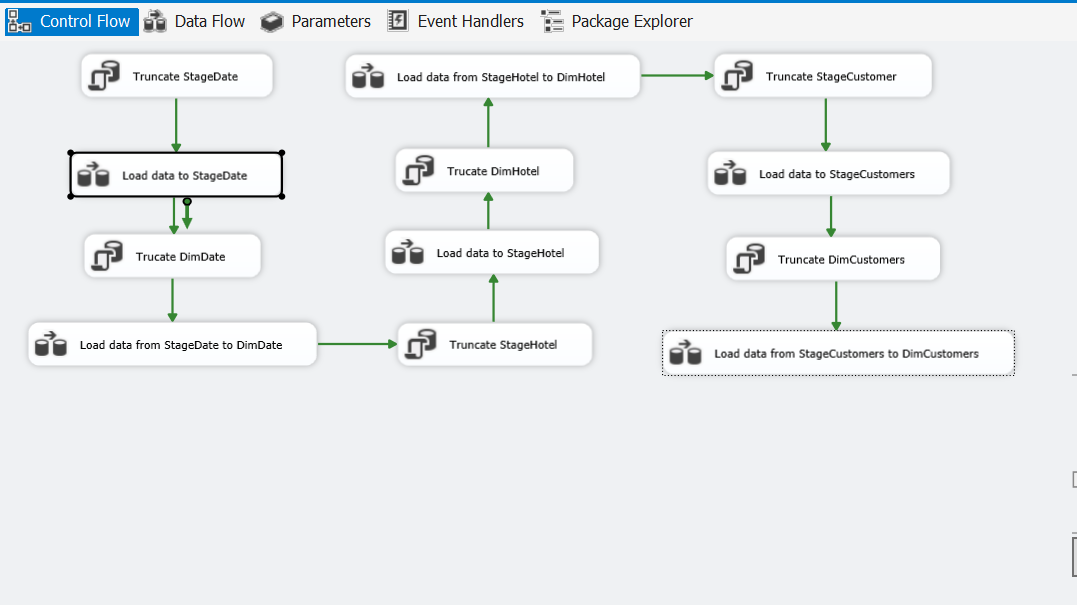 Control Flow
Data Flow
Parameters
Event Handlers
Package Explorer
Truncate StageDate
Load data to StageDate
Trucate DimDate
Load data from StageDate to DimDate
Truncate StageHotel
Load data to StageHotel
Trucate DimHotel
Load data from StageHotel to DimHotel
Truncate StageCustomer
Load data to StageCustomers
Truncate DimCustomers
Load data from StageCustomers to DimCustomers